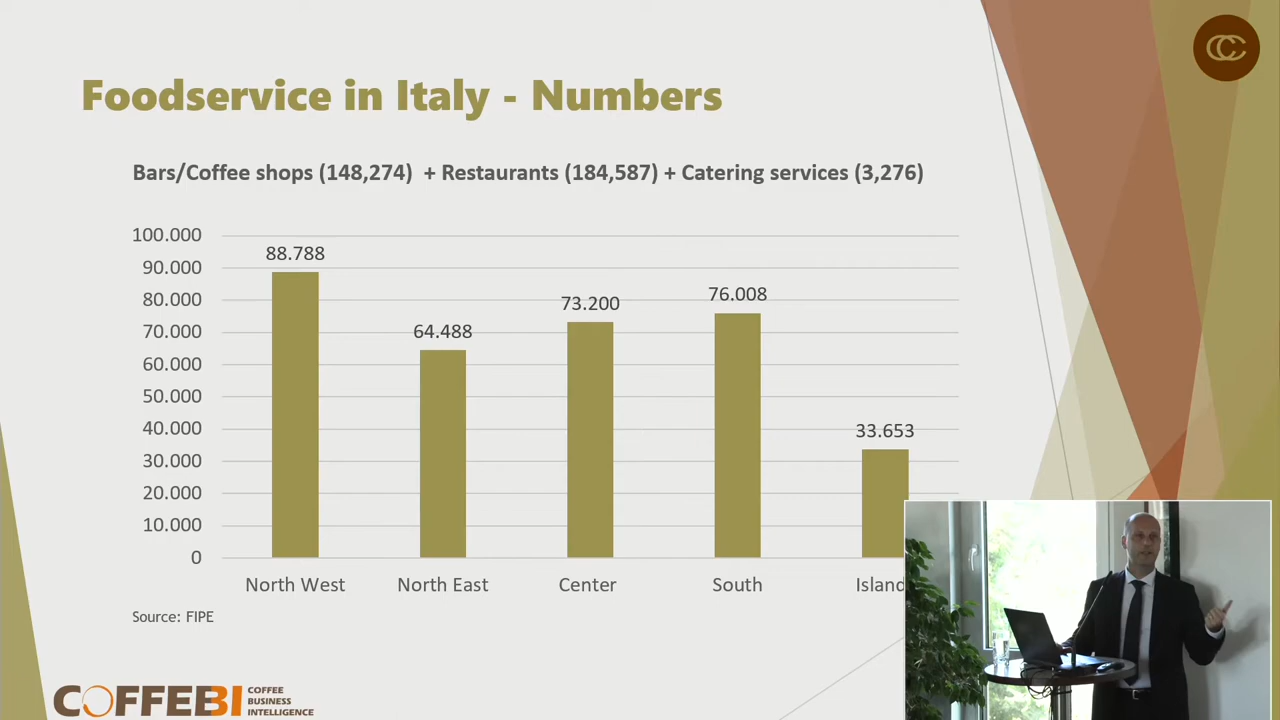 Foodservice in Italy - Numbers
Bars/Coffee shops (148,274) + Restaurants (184,587) + Catering services (3,276)
100.000
90.000
80.000
70.000
60.000
50.000
40.000
30.000
20.000
10.000
0
88.788
64.488
73.200
76.008
33.653
North West
North East
Center
South
Island
Source: FIPE
COFFEEBI COFFEE
BUSINESS
INTELLIGENCE